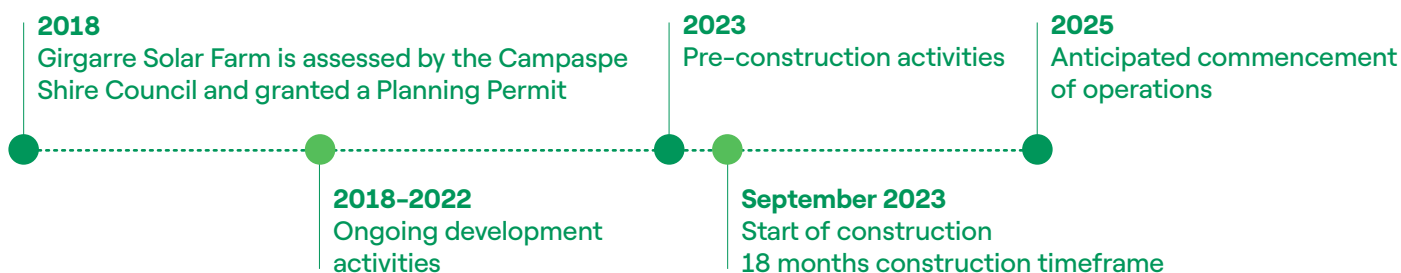 2018
Girgarre Solar Farm is assessed by the Campaspe
Shire Council and granted a Planning Permit
2018–2022
Ongoing development
activities
2023
Pre-construction activities
September 2023
Start of construction
18 months construction timeframe
2025
Anticipated commencement
of operations